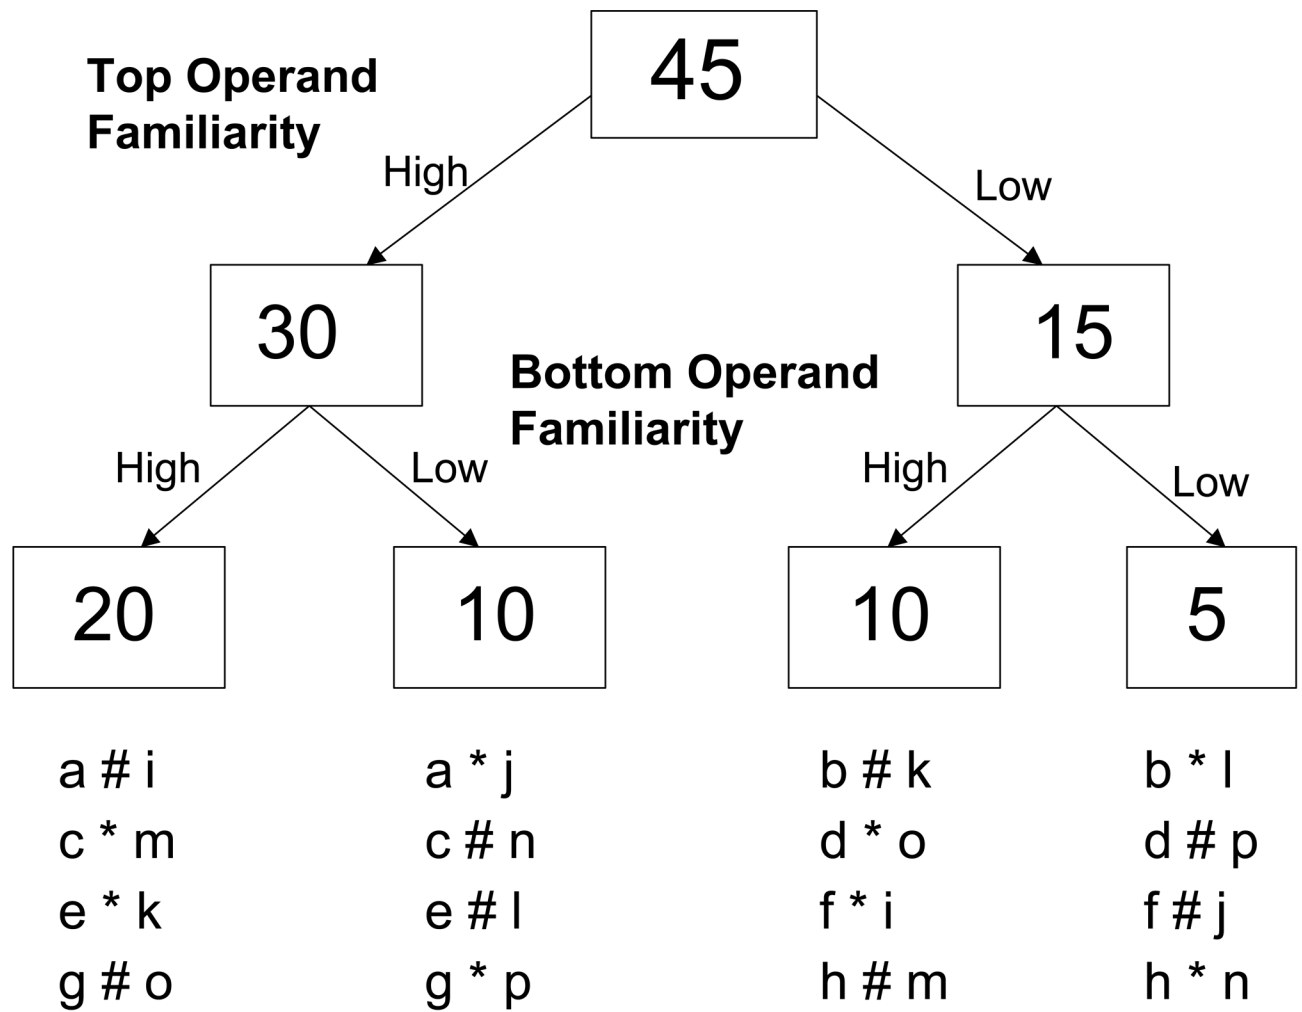 45
Top Operand
Familiarity
High
Low
30
15
Bottom Operand
Familiarity
High
Low
High
Low
20
10
10
5
a # i
a * j
b # k
b * l
c * m
c # n
d * o
d # p
e * k
e # l
f * i
f # j
g # o
g * p
h # m
h * n